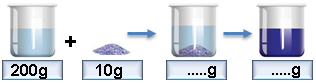 200g + 10g .....g .....g